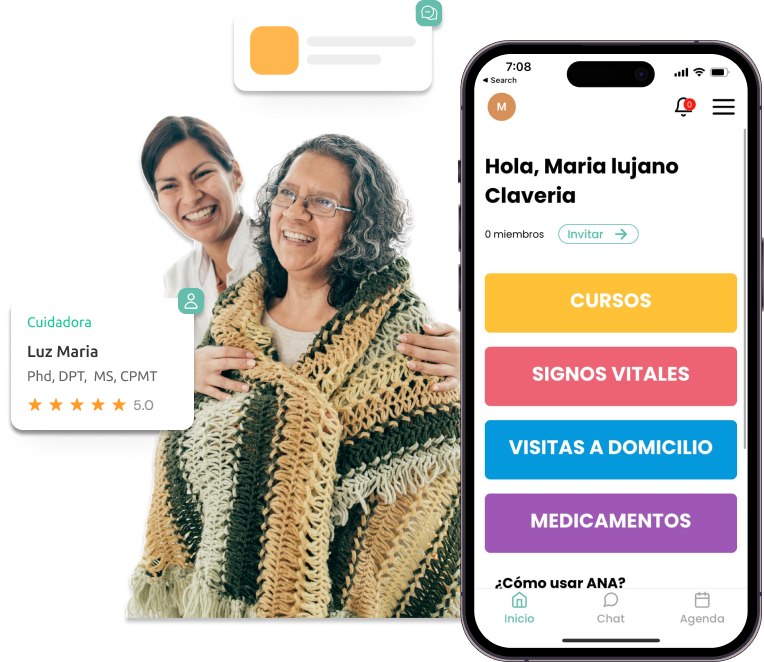 7:08
◀ Search
M
0
Hola, Maria lujano
Claveria
0 miembros
Invitar →
CURSOS
SIGNOS VITALES
VISITAS A DOMICILIO
MEDICAMENTOS
¿Cómo usar ANA?
Inicio
Chat
Agenda
Cuidadora
Luz Maria
Phd, DPT, MS, CPMT
5.0